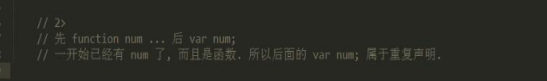 // 2>
// 先 function num ... 后 var num;
// 一开始已经有 num 了, 而且是函数. 所以后面的 var num; 属于重复声明.